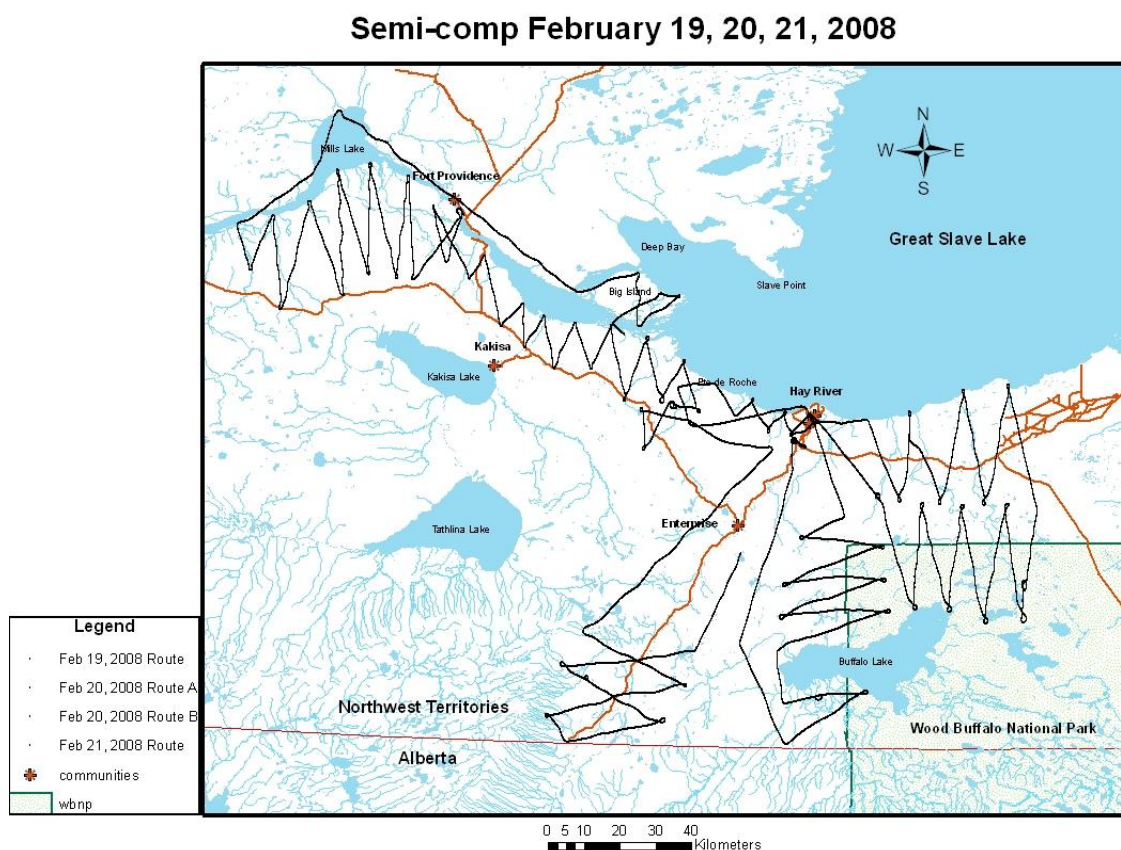 Semi-comp February 19, 20, 21, 2008
N
W E
S
Mills Lake
Fort Providence
Great Slave Lake
Deep Bay
Slave Point
Big Island
Kakisa
Kakisa Lake
Pte de Roche
Hay River
Enterprise
Tathlina Lake
Buffalo Lake
Northwest Territories
Wood Buffalo National Park
Alberta
Legend
Feb 19, 2008 Route
Feb 20, 2008 Route A
Feb 20, 2008 Route B
Feb 21, 2008 Route
communities
wbnp
0 5 10 20 30 40
Kilometers